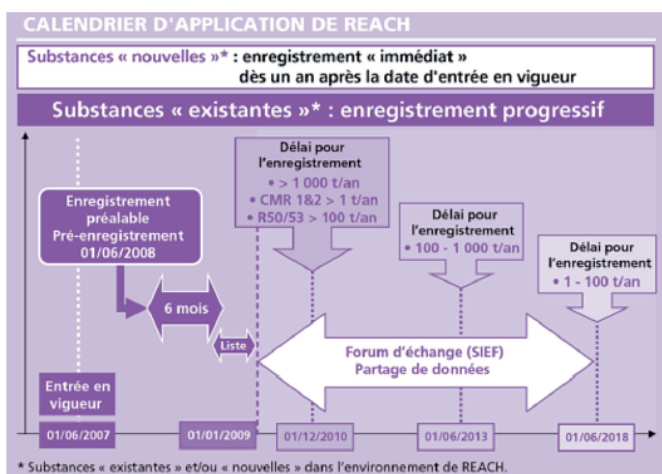 CALENDRIER D'APPLICATION DE REACH
Substances « nouvelles »* : enregistrement « immédiat »
dès un an après la date d'entrée en vigueur
Substances « existantes »* : enregistrement progressif
Délai pour
l'enregistrement
• > 1 000 t/an
• CMR 1&2 > 1 t/an
• R50/53 > 100 t/an
Enregistrement
préalable
Pré-enregistrement
01/06/2008
Délai pour
l'enregistrement
• 100 - 1 000 t/an
Délai pour
l'enregistrement
• 1 - 100 t/an
6 mois
Liste
Forum d'échange (SIEF)
Partage de données
Entrée en
vigueur
01/06/2007
01/01/2009
01/12/2010
01/06/2013
01/06/2018
* Substances « existantes » et/ou « nouvelles » dans l'environnement de REACH.